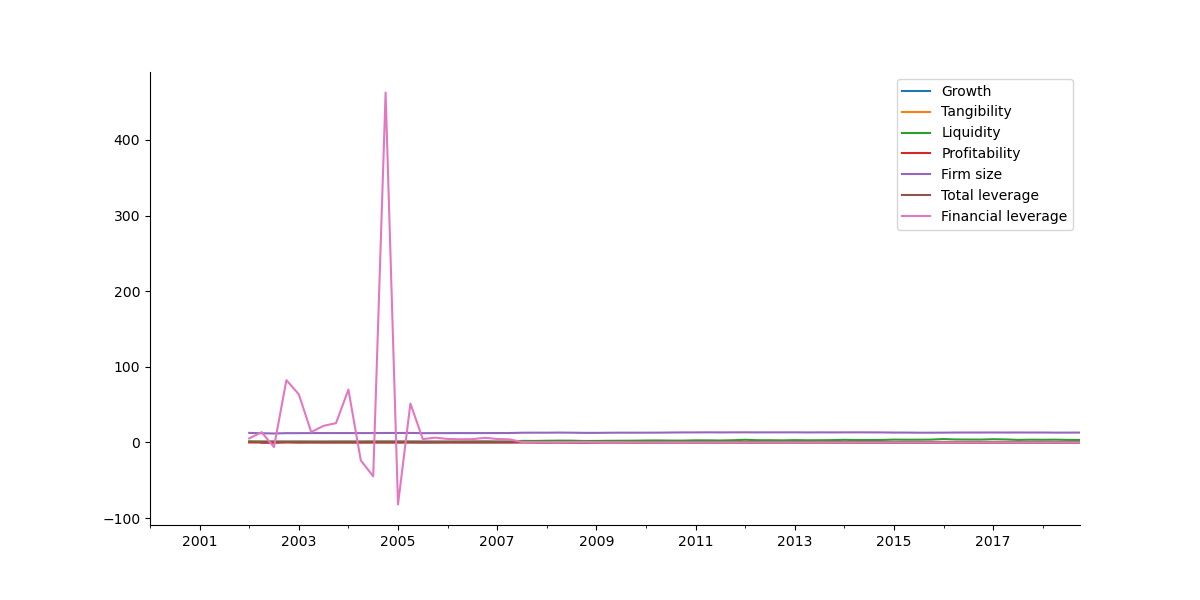 400
300
200
100
0
−100
2001 2003 2005 2007 2009 2011 2013 2015 2017
Growth
Tangibility
Liquidity
Profitability
Firm size
Total leverage
Financial leverage